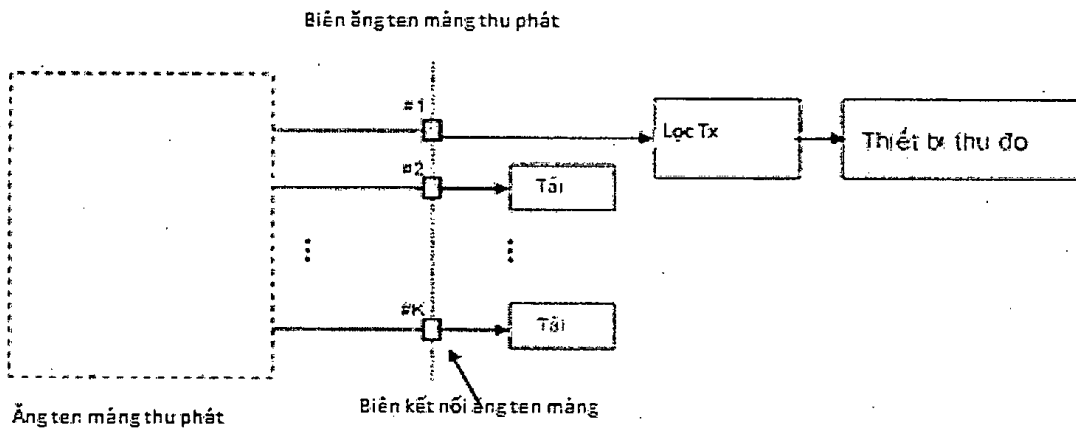 Biên ăng ten mảng thu phát
#1
Lọc Tx
Thiết bị thu đo
#2
Tải
#K
Tải
Biên kết nối ăng ten mảng
Ăng ten mảng thu phát